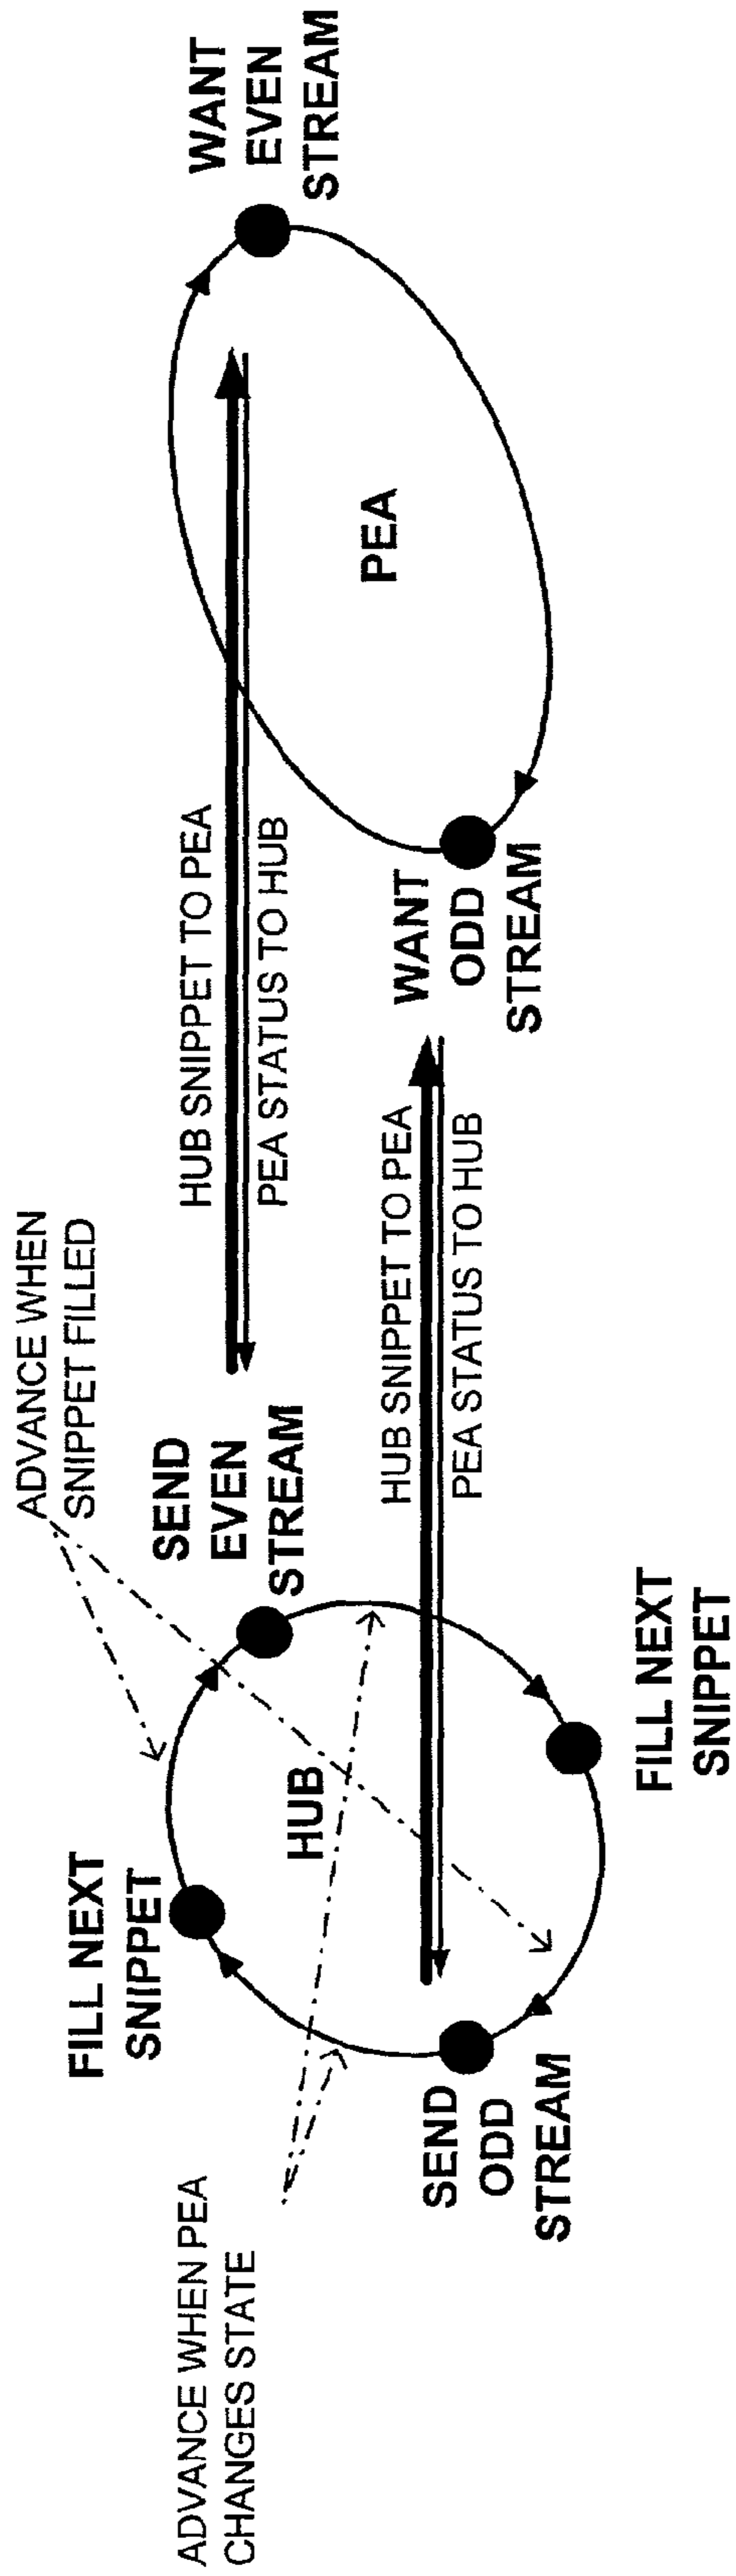 ADVANCE WHEN PEA
CHANGES STATE
FILL NEXT
SNIPPET
SEND
ODD
STREAM
HUB
ADVANCE WHEN
SNIPPET FILLED
SEND
EVEN
STREAM
FILL NEXT
SNIPPET
HUB SNIPPET TO PEA
PEA STATUS TO HUB
HUB SNIPPET TO PEA
PEA STATUS TO HUB
WANT
ODD
STREAM
PEA
WANT
EVEN
STREAM